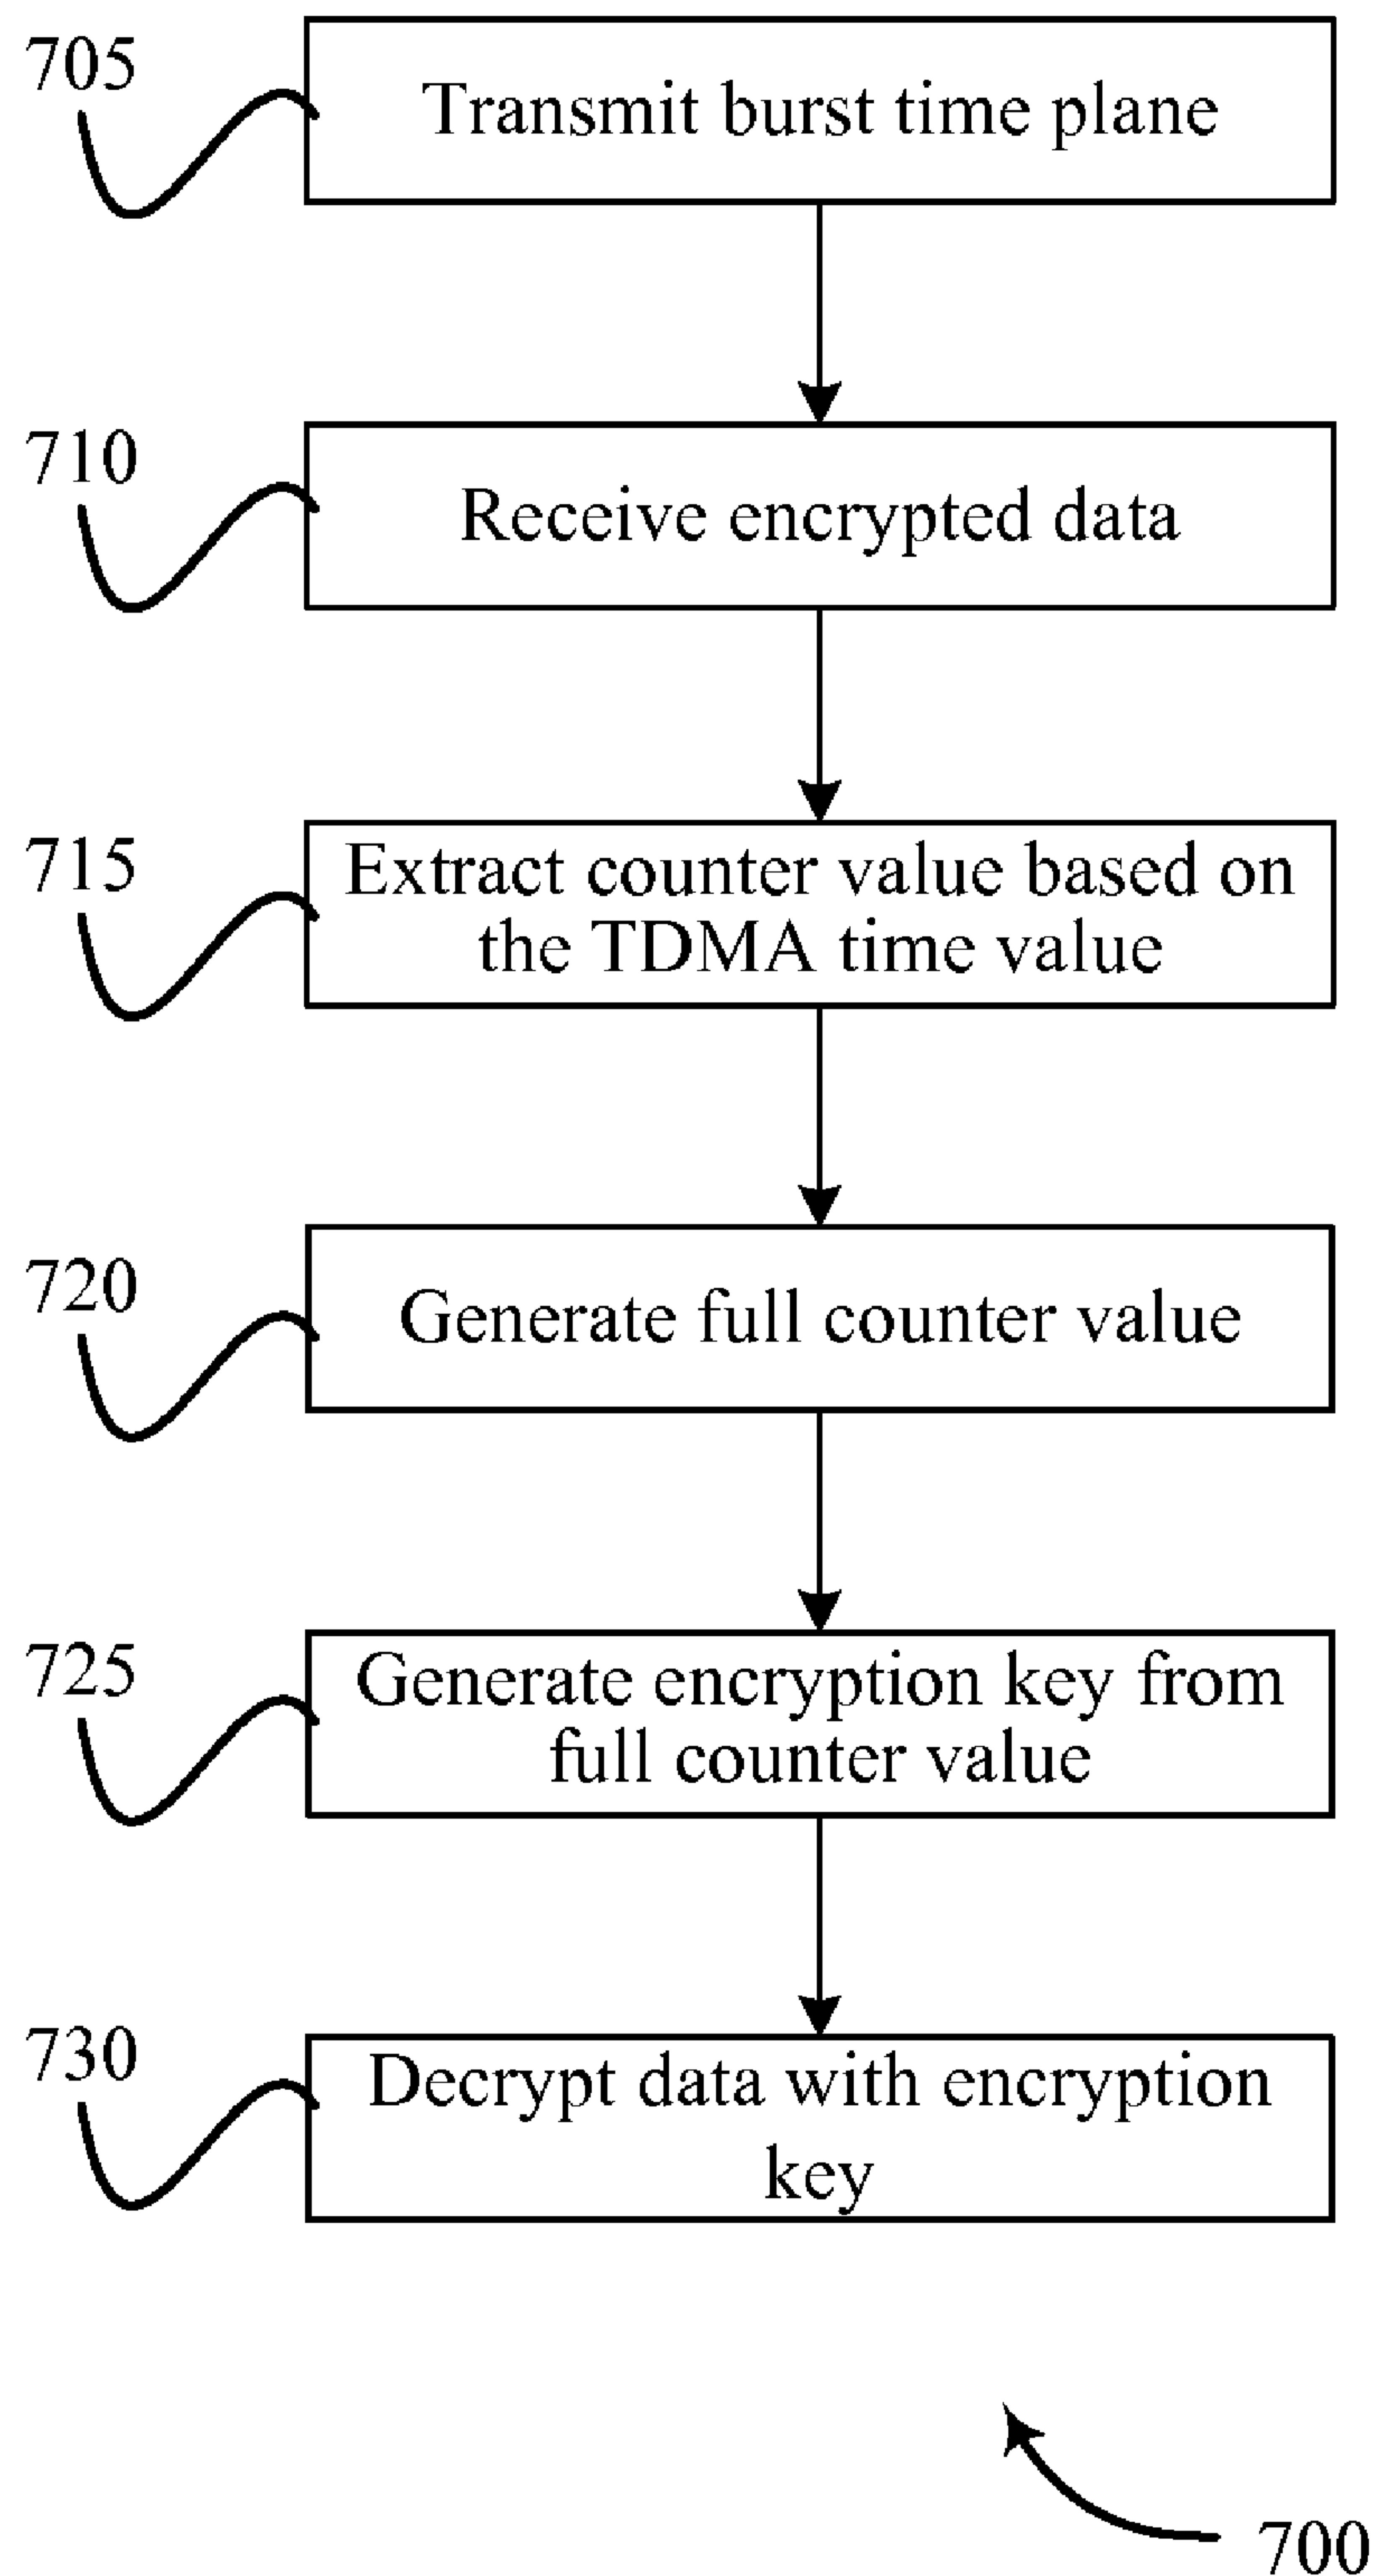 705
Transmit burst time plane
710
Receive encrypted data
715
Extract counter value based on
the TDMA time value
720
Generate full counter value
725
Generate encryption key from
full counter value
730
Decrypt data with encryption
key
700